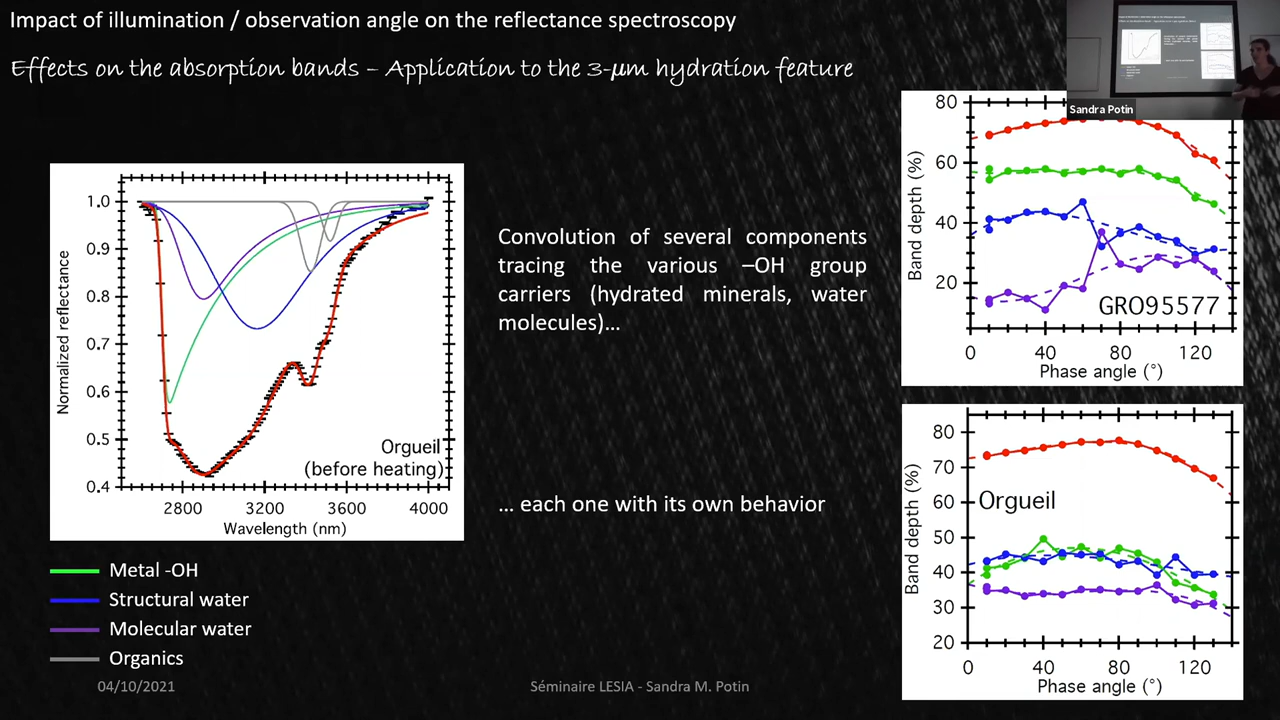 Impact of illumination / observation angle on the reflectance spectroscopy
Effects on the absorption bands – Application to the 3-µm hydration feature
Sandra Potin
Normalized reflectance
1.0
0.9
0.8
0.7
0.6
0.5
0.4
2800
3200
3600
4000
Wavelength (nm)
Orgueil
(before heating)
Metal -OH
Structural water
Molecular water
Organics
Convolution of several components
tracing the various –OH group
carriers (hydrated minerals, water
molecules)…
… each one with its own behavior
Band depth (%)
80
60
40
20
0
40
80
120
Phase angle (°)
GRO95577
Band depth (%)
80
70
60
50
40
30
20
0
40
80
120
Phase angle (°)
Orgueil
04/10/2021
Séminaire LESIA - Sandra M. Potin